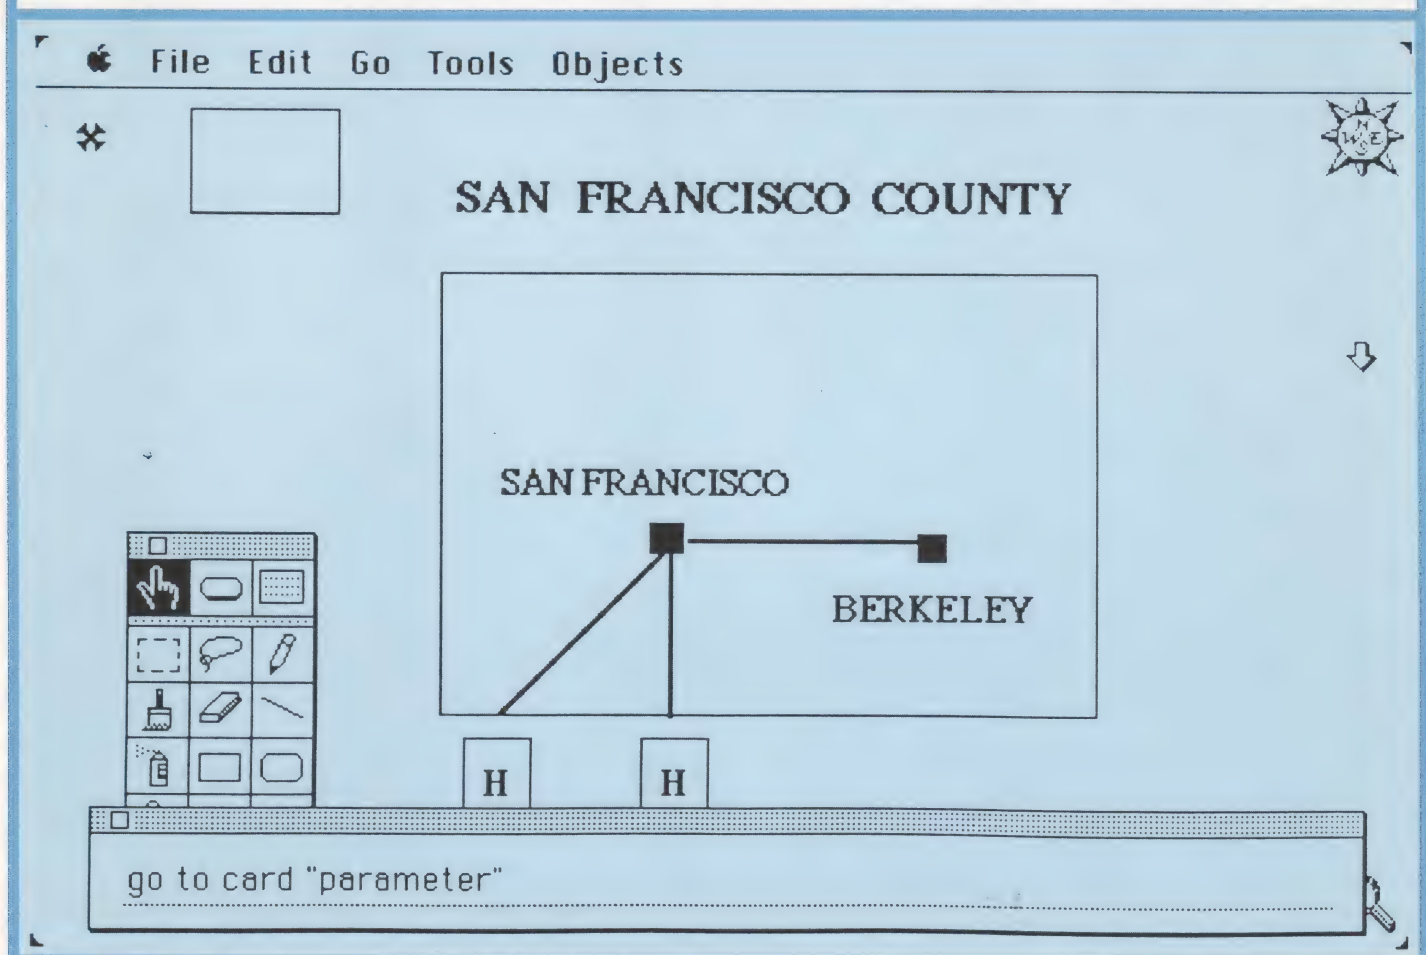 File Edit Go Tools Objects
N
W E
S
SAN FRANCISCO COUNTY
SAN FRANCISCO
BERKELEY
H H
go to card "parameter"